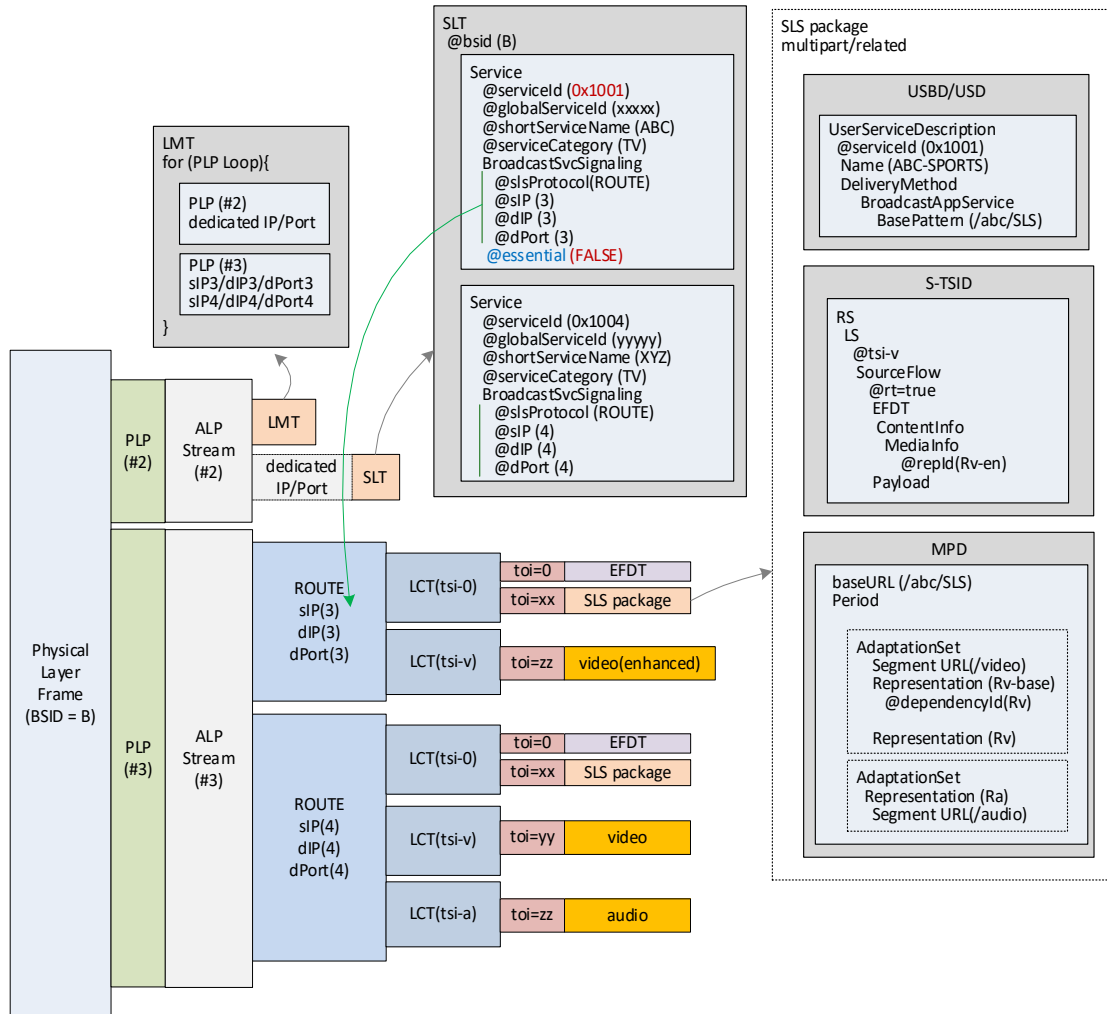 LMT
for (PLP Loop){
PLP (#2)
dedicated IP/Port
PLP (#3)
sIP3/dIP3/dPort3
sIP4/dIP4/dPort4
}
SLT
@bsid (B)
Service
@serviceId (0x1001)
@globalServiceId (xxxxx)
@shortServiceName (ABC)
@serviceCategory (TV)
BroadcastSvcSignaling
@slsProtocol(ROUTE)
@sIP (3)
@dIP (3)
@dPort (3)
@essential (FALSE)
Service
@serviceId (0x1004)
@globalServiceId (yyyyy)
@shortServiceName (XYZ)
@serviceCategory (TV)
BroadcastSvcSignaling
@slsProtocol (ROUTE)
@sIP (4)
@dIP (4)
@dPort (4)
SLS package
multipart/related
USBD/USD
UserServiceDescription
@serviceId (0x1001)
Name (ABC-SPORTS)
DeliveryMethod
BroadcastAppService
BasePattern (/abc/SLS)
S-TSID
RS
LS
@tsi-v
SourceFlow
@rt=true
EFDT
ContentInfo
MediaInfo
@repId(Rv-en)
Payload
MPD
baseURL (/abc/SLS)
Period
AdaptationSet
Segment URL(/video)
Representation (Rv-base)
@dependencyId(Rv)
Representation (Rv)
AdaptationSet
Representation (Ra)
Segment URL(/audio)
Physical
Layer
Frame
(BSID = B)
PLP
(#2)
ALP
Stream
(#2)
LMT
dedicated
IP/Port
SLT
PLP
(#3)
ALP
Stream
(#3)
ROUTE
sIP(3)
dIP(3)
dPort(3)
LCT(tsi-0)
toi=0
EFDT
toi=xx
SLS package
LCT(tsi-v)
toi=zz
video(enhanced)
ROUTE
sIP(4)
dIP(4)
dPort(4)
LCT(tsi-0)
toi=0
EFDT
toi=xx
SLS package
LCT(tsi-v)
toi=yy
video
LCT(tsi-a)
toi=zz
audio